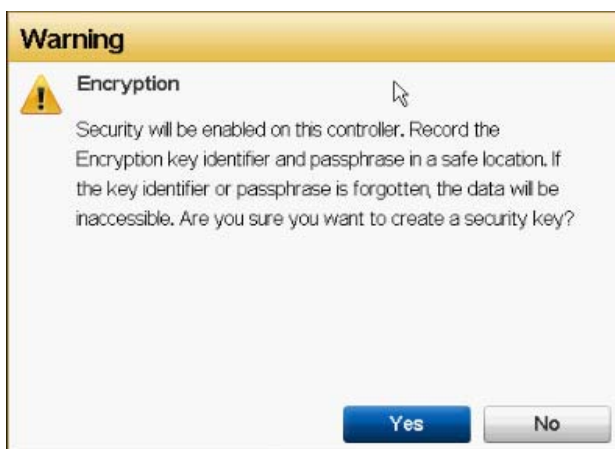 Warning
Encryption
Security will be enabled on this controller. Record the
Encryption key identifier and passphrase in a safe location. If
the key identifier or passphrase is forgotten, the data will be
inaccessible. Are you sure you want to create a security key?
Yes No